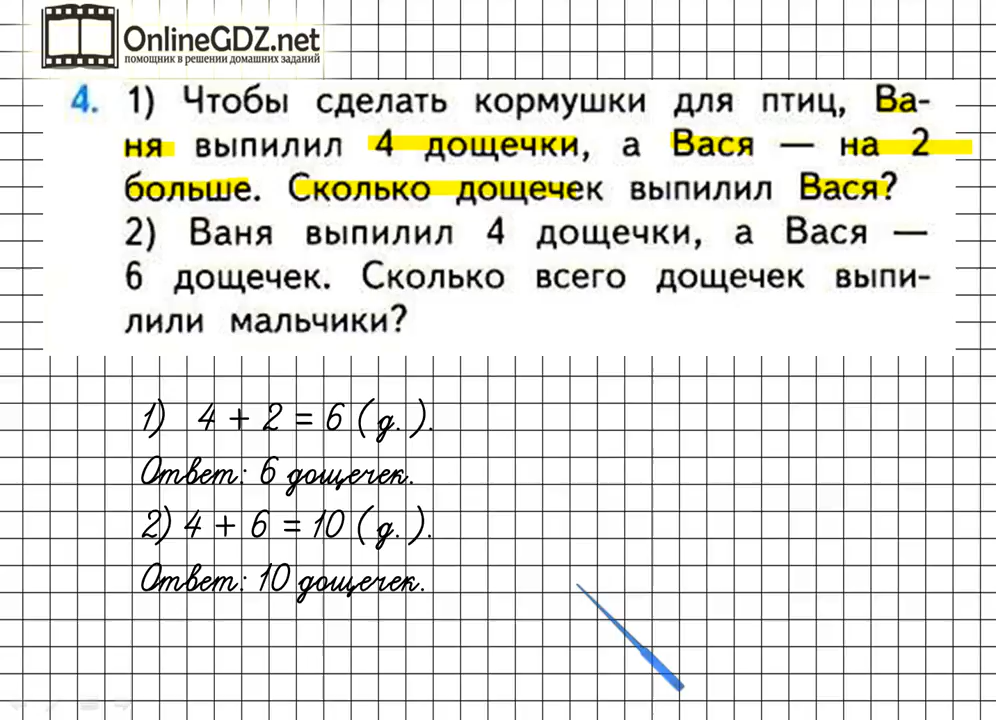 OnlineGDZ.net
помощник в решении домашних заданий
4. 1) Чтобы сделать кормушки для птиц, Ва-
ня выпилил 4 дощечки, а Вася — на 2
больше. Сколько дощечек выпилил Вася?
2) Ваня выпилил 4 дощечки, а Вася —
6 дощечек. Сколько всего дощечек выпи-
лили мальчики?
1) 4 + 2 = 6 (д.).
Ответ: 6 дощечек.
2) 4 + 6 = 10 (д.).
Ответ: 10 дощечек.